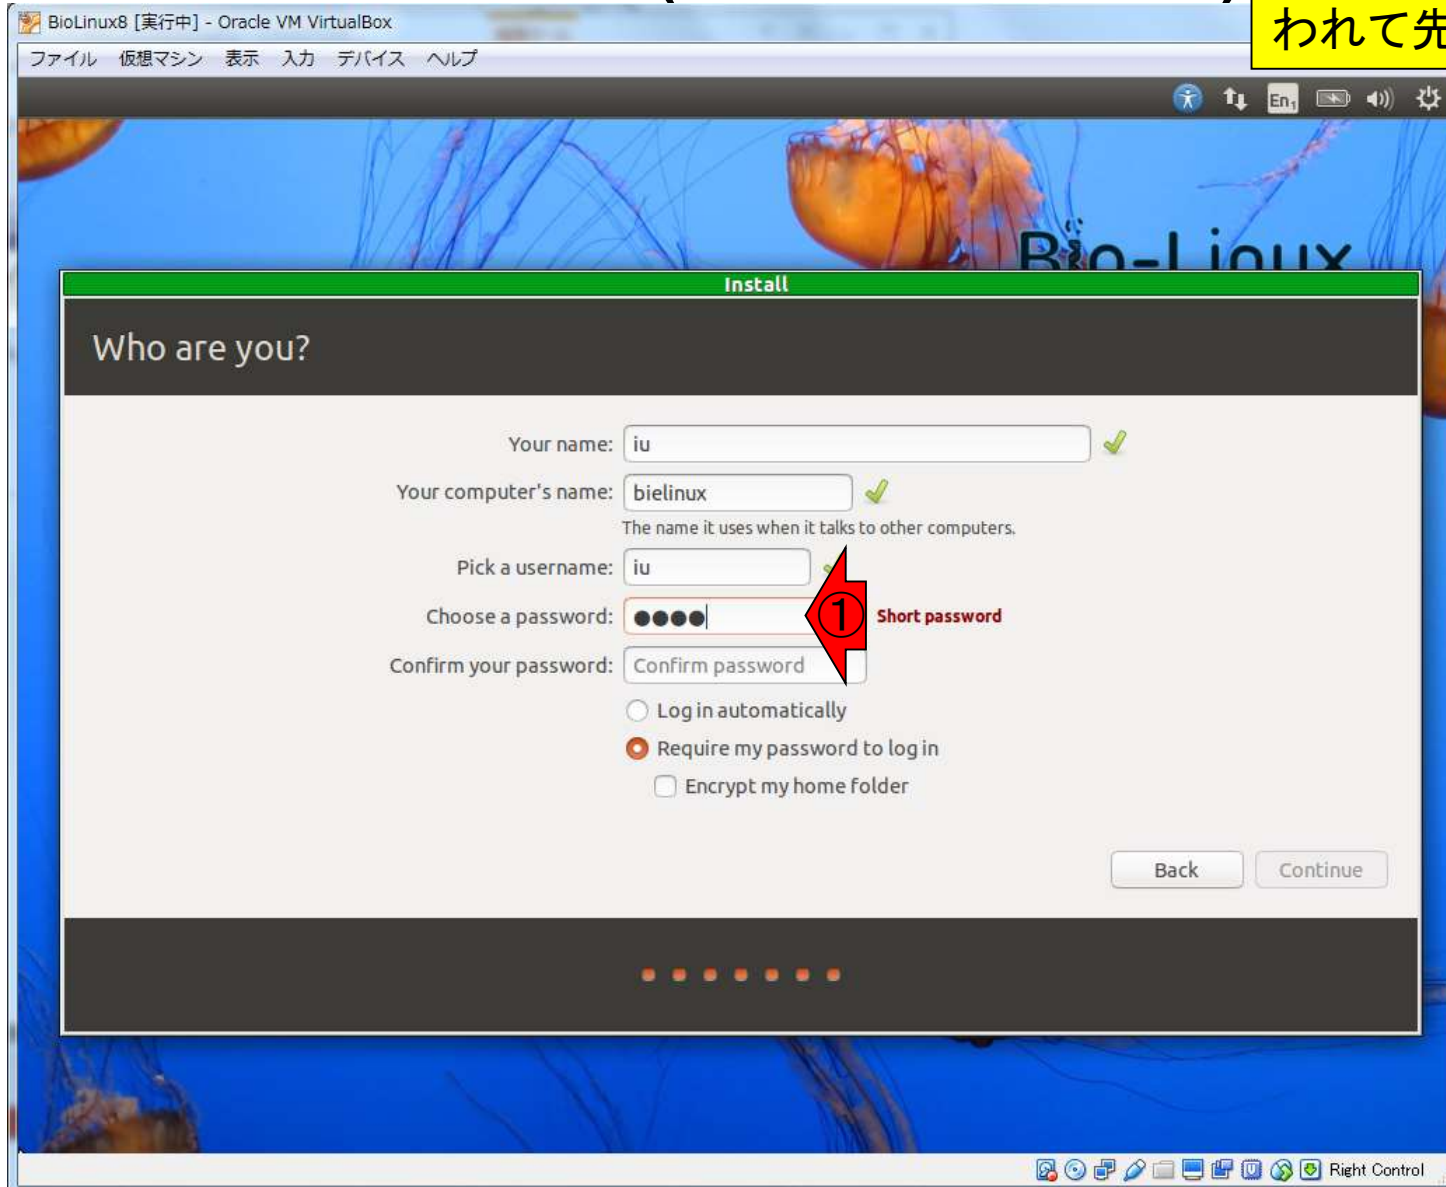 われて先
BioLinux8 [実行中] - Oracle VM VirtualBox
ファイル 仮想マシン 表示 入力 デバイス ヘルプ
En1
Bio-Linux
Install
Who are you?
Your name: iu
Your computer's name: bielinux
The name it uses when it talks to other computers.
Pick a username: iu
Choose a password: ●●●● ① Short password
Confirm your password: Confirm password
Log in automatically
Require my password to log in
Encrypt my home folder
Back Continue
Right Control